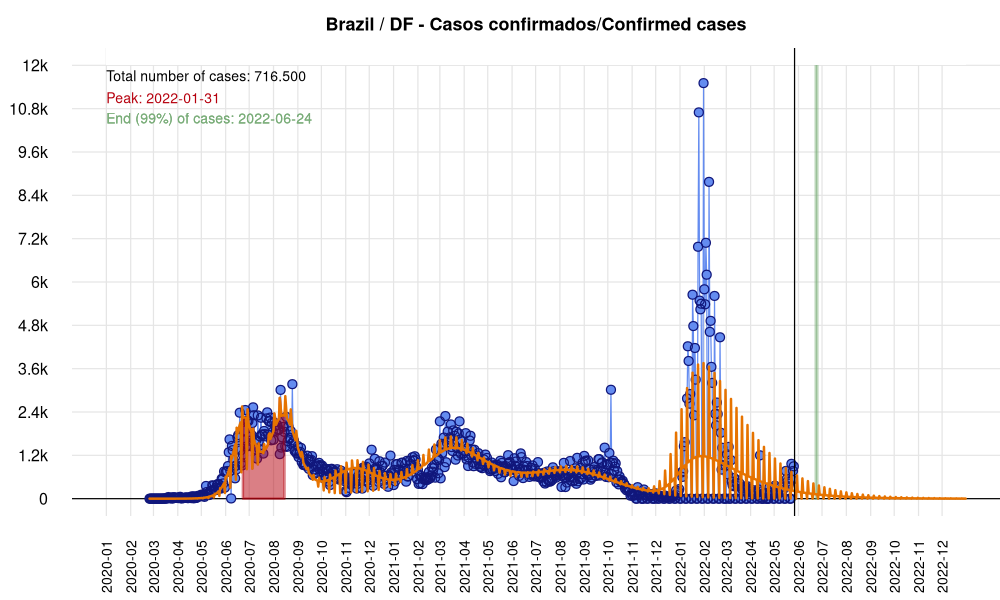 Brazil / DF - Casos confirmados/Confirmed cases
Total number of cases: 716.500
Peak: 2022-01-31
End (99%) of cases: 2022-06-24
12k
10.8k
9.6k
8.4k
7.2k
6k
4.8k
3.6k
2.4k
1.2k
0
2020-01
2020-02
2020-03
2020-04
2020-05
2020-06
2020-07
2020-08
2020-09
2020-10
2020-11
2020-12
2021-01
2021-02
2021-03
2021-04
2021-05
2021-06
2021-07
2021-08
2021-09
2021-10
2021-11
2021-12
2022-01
2022-02
2022-03
2022-04
2022-05
2022-06
2022-07
2022-08
2022-09
2022-10
2022-11
2022-12